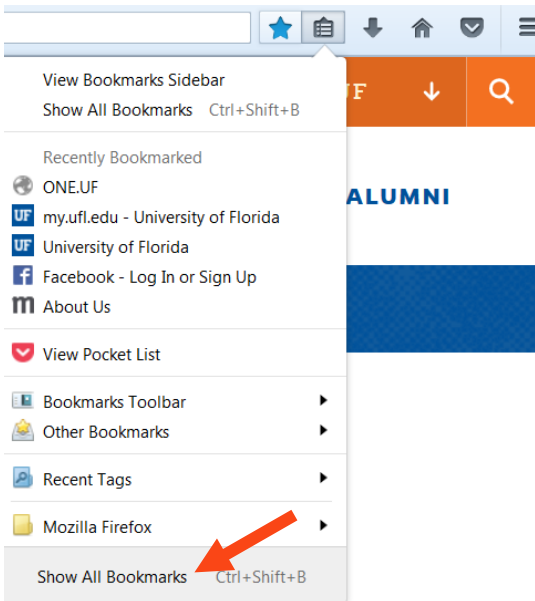 View Bookmarks Sidebar
Show All Bookmarks Ctrl+Shift+B
UF
Recently Bookmarked
ONE.UF
UF my.ufl.edu - University of Florida
ALUMNI
UF University of Florida
f Facebook - Log In or Sign Up
m About Us
View Pocket List
Bookmarks Toolbar
Other Bookmarks
Recent Tags
Mozilla Firefox
Show All Bookmarks Ctrl+Shift+B